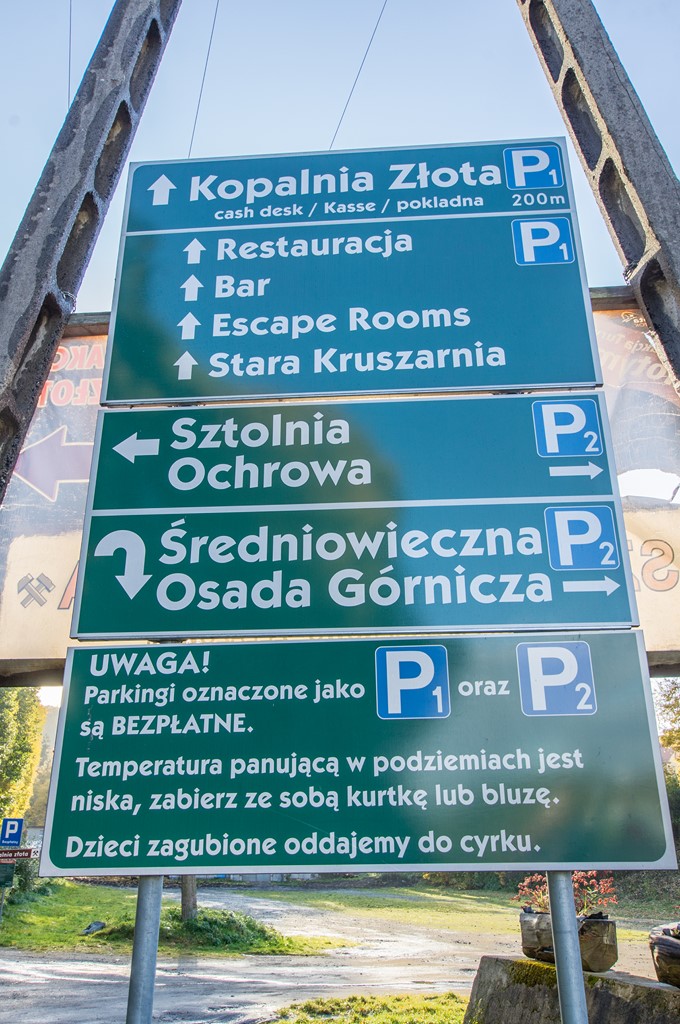 Kopalnia Złota P1
cash desk / Kasse / pokladna 200m
Restauracja P1
Bar
Escape Rooms
Stara Kruszarnia
Sztolnia P2
Ochrowa
Średniowieczna P2
Osada Górnicza
UWAGA!
Parkingi oznaczone jako P1 oraz P2
są BEZPŁATNE.
Temperatura panującą w podziemiach jest
niska, zabierz ze sobą kurtkę lub bluzę.
Dzieci zagubione oddajemy do cyrku.
P